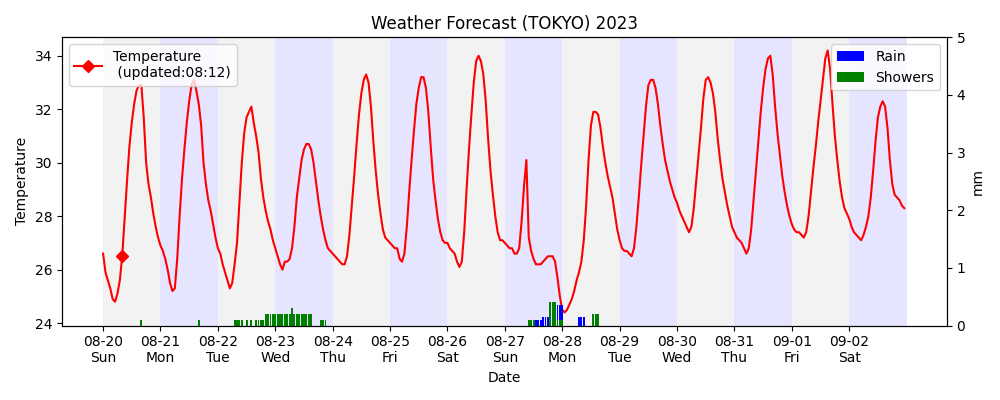 Weather Forecast (TOKYO) 2023
Temperature
(updated:08:12)
Rain
Showers
34
32
30
28
26
24
Temperature
5
4
3
2
1
0
mm
08-20 08-21 08-22 08-23 08-24 08-25 08-26 08-27 08-28 08-29 08-30 08-31 09-01 09-02
Sun Mon Tue Wed Thu Fri Sat Sun Mon Tue Wed Thu Fri Sat
Date